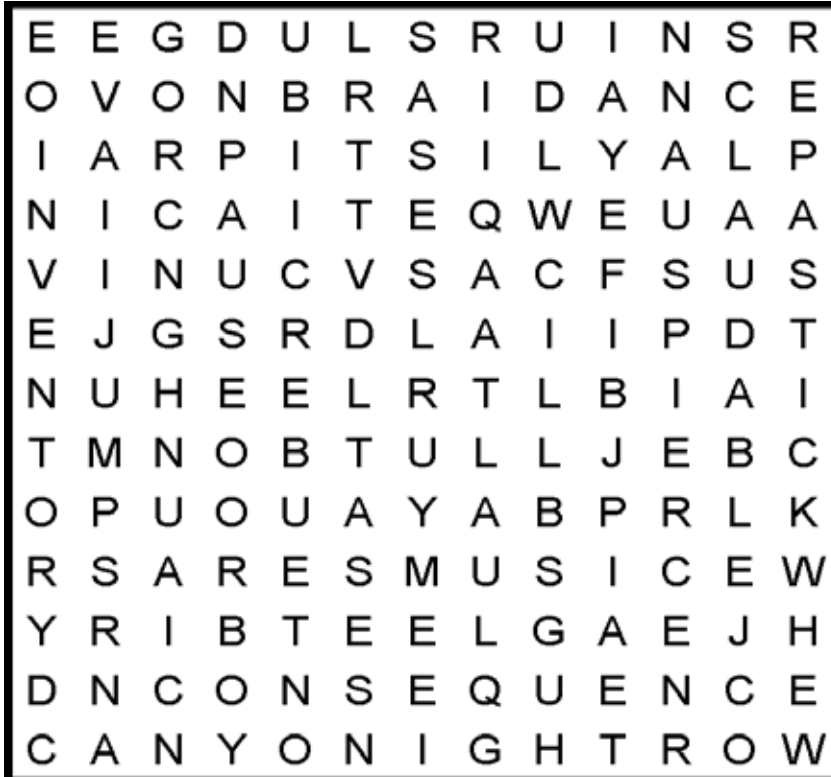 E E G D U L S R U I N S R
O V O N B R A I D A N C E
I A R P I T S I L Y A L P
N I C A I T E Q W E U A A
V I N U C V S A C F S U S
E J G S R D L A I I P D T
N U H E E L R T L B I A I
T M N O B T U L L J E B C
O P U O U A Y A B P R L K
R S A R E S M U S I C E W
Y R I B T E E L G A E J H
D N C O N S E Q U E N C E
C A N Y O N I G H T R O W